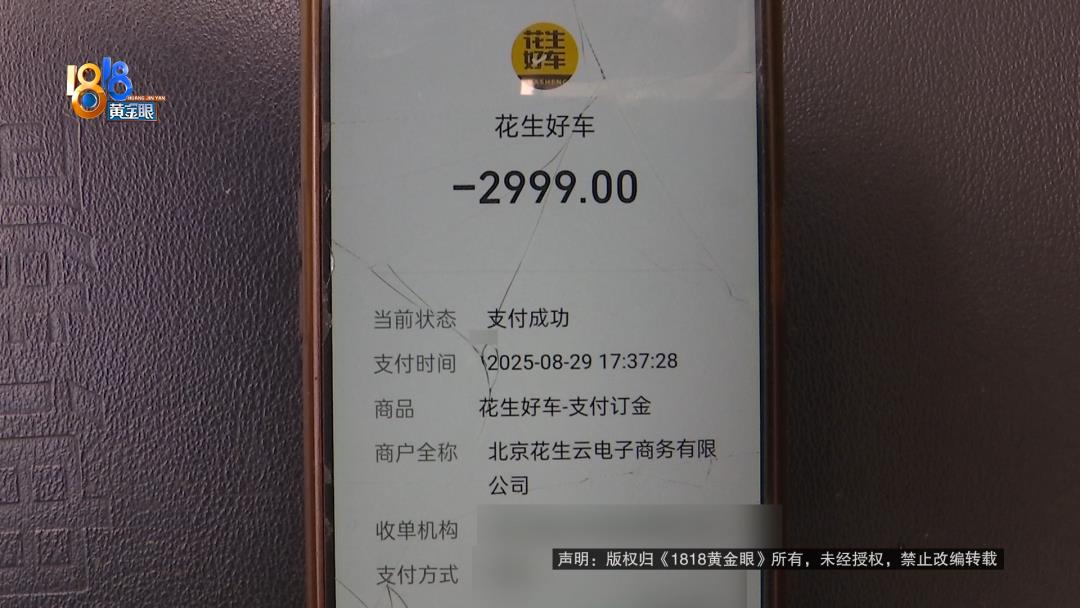 1818
HUANG JIN YAN
黄金眼
花生
好车
花生好车
-2999.00
当前状态 支付成功
支付时间 2025-08-29 17:37:28
商品 花生好车-支付订金
商户全称 北京花生云电子商务有限
公司
收单机构
支付方式
声明：版权归《1818黄金眼》所有，未经授权，禁止改编转载